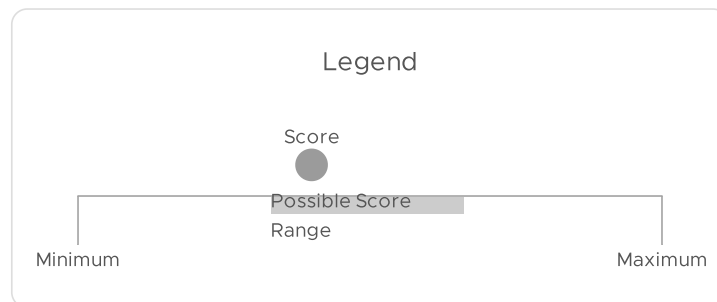 Legend
Score
Possible Score
Range
Minimum
Maximum